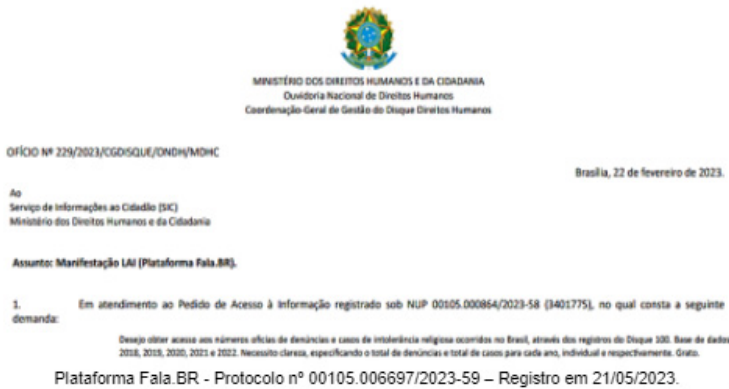 MINISTÉRIO DOS DIREITOS HUMANOS E DA CIDADANIA
Ouvidoria Nacional de Direitos Humanos
Coordenação-Geral de Gestão do Disque Direitos Humanos
OFÍCIO Nº 229/2023/CGDISQUE/ONDH/MDHC
Brasília, 22 de fevereiro de 2023.
Ao
Serviço de Informações ao Cidadão (SIC)
Ministério dos Direitos Humanos e da Cidadania
Assunto: Manifestação LAI (Plataforma Fala.BR).
1. Em atendimento ao Pedido de Acesso à Informação registrado sob NUP 00105.000864/2023-58 (3401775), no qual consta a seguinte
demanda:
Desejo obter acesso aos números oficias de denúncias e casos de intolerância religiosa ocorridos no Brasil, através dos registros do Disque 100. Base de dados
2018, 2019, 2020, 2021 e 2022. Necessito clareza, especificando o total de denúncias e total de casos para cada ano, individual e respectivamente. Grato.
Plataforma Fala.BR - Protocolo nº 00105.006697/2023-59 – Registro em 21/05/2023.